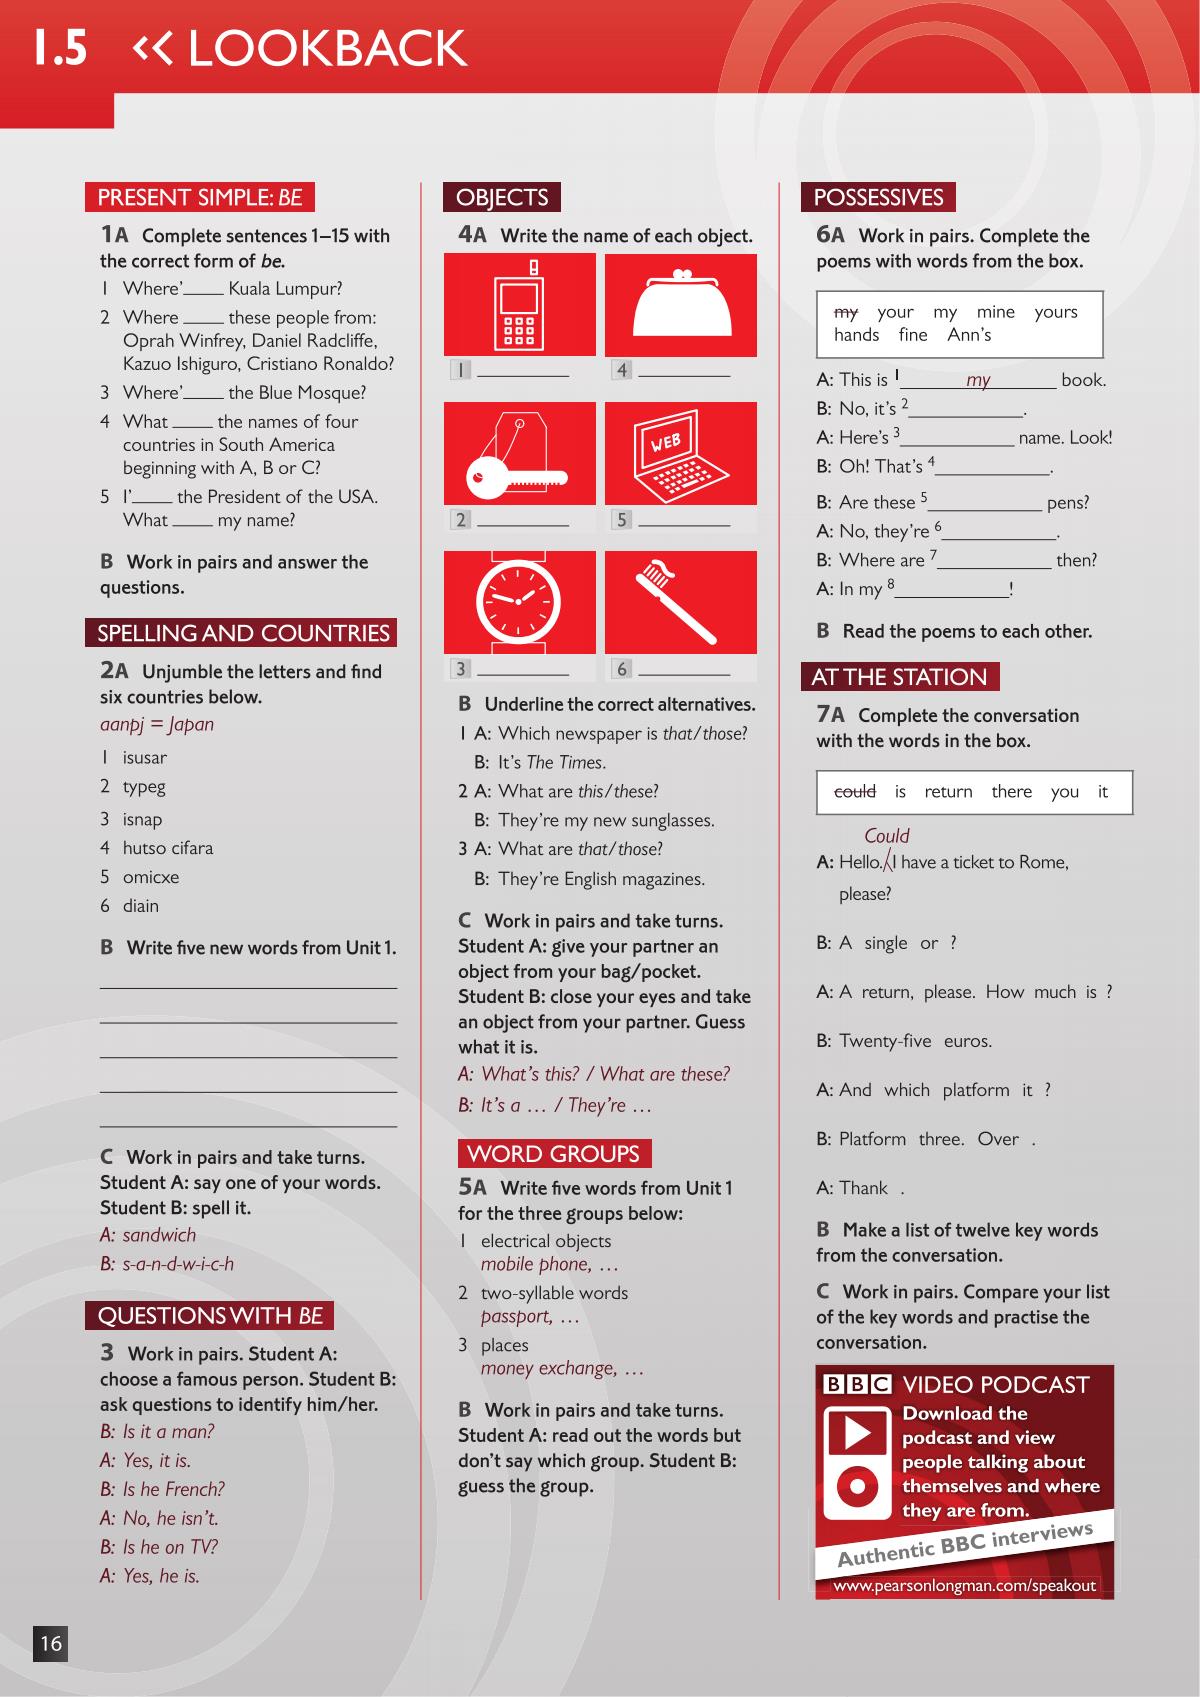 1.5 << LOOKBACK
PRESENT SIMPLE: BE
1A Complete sentences 1–15 with
the correct form of be.
1 Where’____ Kuala Lumpur?
2 Where ____ these people from:
Oprah Winfrey, Daniel Radcliffe,
Kazuo Ishiguro, Cristiano Ronaldo?
3 Where’____ the Blue Mosque?
4 What ____ the names of four
countries in South America
beginning with A, B or C?
5 I’____ the President of the USA.
What ____ my name?
B Work in pairs and answer the
questions.
SPELLING AND COUNTRIES
2A Unjumble the letters and find
six countries below.
aanpj = Japan
1 isusar
2 typeg
3 isnap
4 hutso cifara
5 omicxe
6 diain
B Write five new words from Unit 1.
C Work in pairs and take turns.
Student A: say one of your words.
Student B: spell it.
A: sandwich
B: s-a-n-d-w-i-c-h
QUESTIONS WITH BE
3 Work in pairs. Student A:
choose a famous person. Student B:
ask questions to identify him/her.
B: Is it a man?
A: Yes, it is.
B: Is he French?
A: No, he isn’t.
B: Is he on TV?
A: Yes, he is.
OBJECTS
4A Write the name of each object.
1 ____ 4 ____
WEB
2 ____ 5 ____
3 ____ 6 ____
B Underline the correct alternatives.
1 A: Which newspaper is that/those?
B: It’s The Times.
2 A: What are this/these?
B: They’re my new sunglasses.
3 A: What are that/those?
B: They’re English magazines.
C Work in pairs and take turns.
Student A: give your partner an
object from your bag/pocket.
Student B: close your eyes and take
an object from your partner. Guess
what it is.
A: What’s this? / What are these?
B: It’s a … / They’re …
WORD GROUPS
5A Write five words from Unit 1
for the three groups below:
1 electrical objects
mobile phone, …
2 two-syllable words
passport, …
3 places
money exchange, …
B Work in pairs and take turns.
Student A: read out the words but
don’t say which group. Student B:
guess the group.
POSSESSIVES
6A Work in pairs. Complete the
poems with words from the box.
my your my mine yours
hands fine Ann’s
A: This is 1 my book.
B: No, it’s 2____.
A: Here’s 3____ name. Look!
B: Oh! That’s 4____.
B: Are these 5____ pens?
A: No, they’re 6____.
B: Where are 7____ then?
A: In my 8____!
B Read the poems to each other.
AT THE STATION
7A Complete the conversation
with the words in the box.
could is return there you it
Could
A: Hello. I have a ticket to Rome,
please?
B: A single or ?
A: A return, please. How much is ?
B: Twenty-five euros.
A: And which platform it ?
B: Platform three. Over .
A: Thank .
B Make a list of twelve key words
from the conversation.
C Work in pairs. Compare your list
of the key words and practise the
conversation.
BBC VIDEO PODCAST
Download the
podcast and view
people talking about
themselves and where
they are from.
Authentic BBC interviews
www.pearsonlongman.com/speakout
16